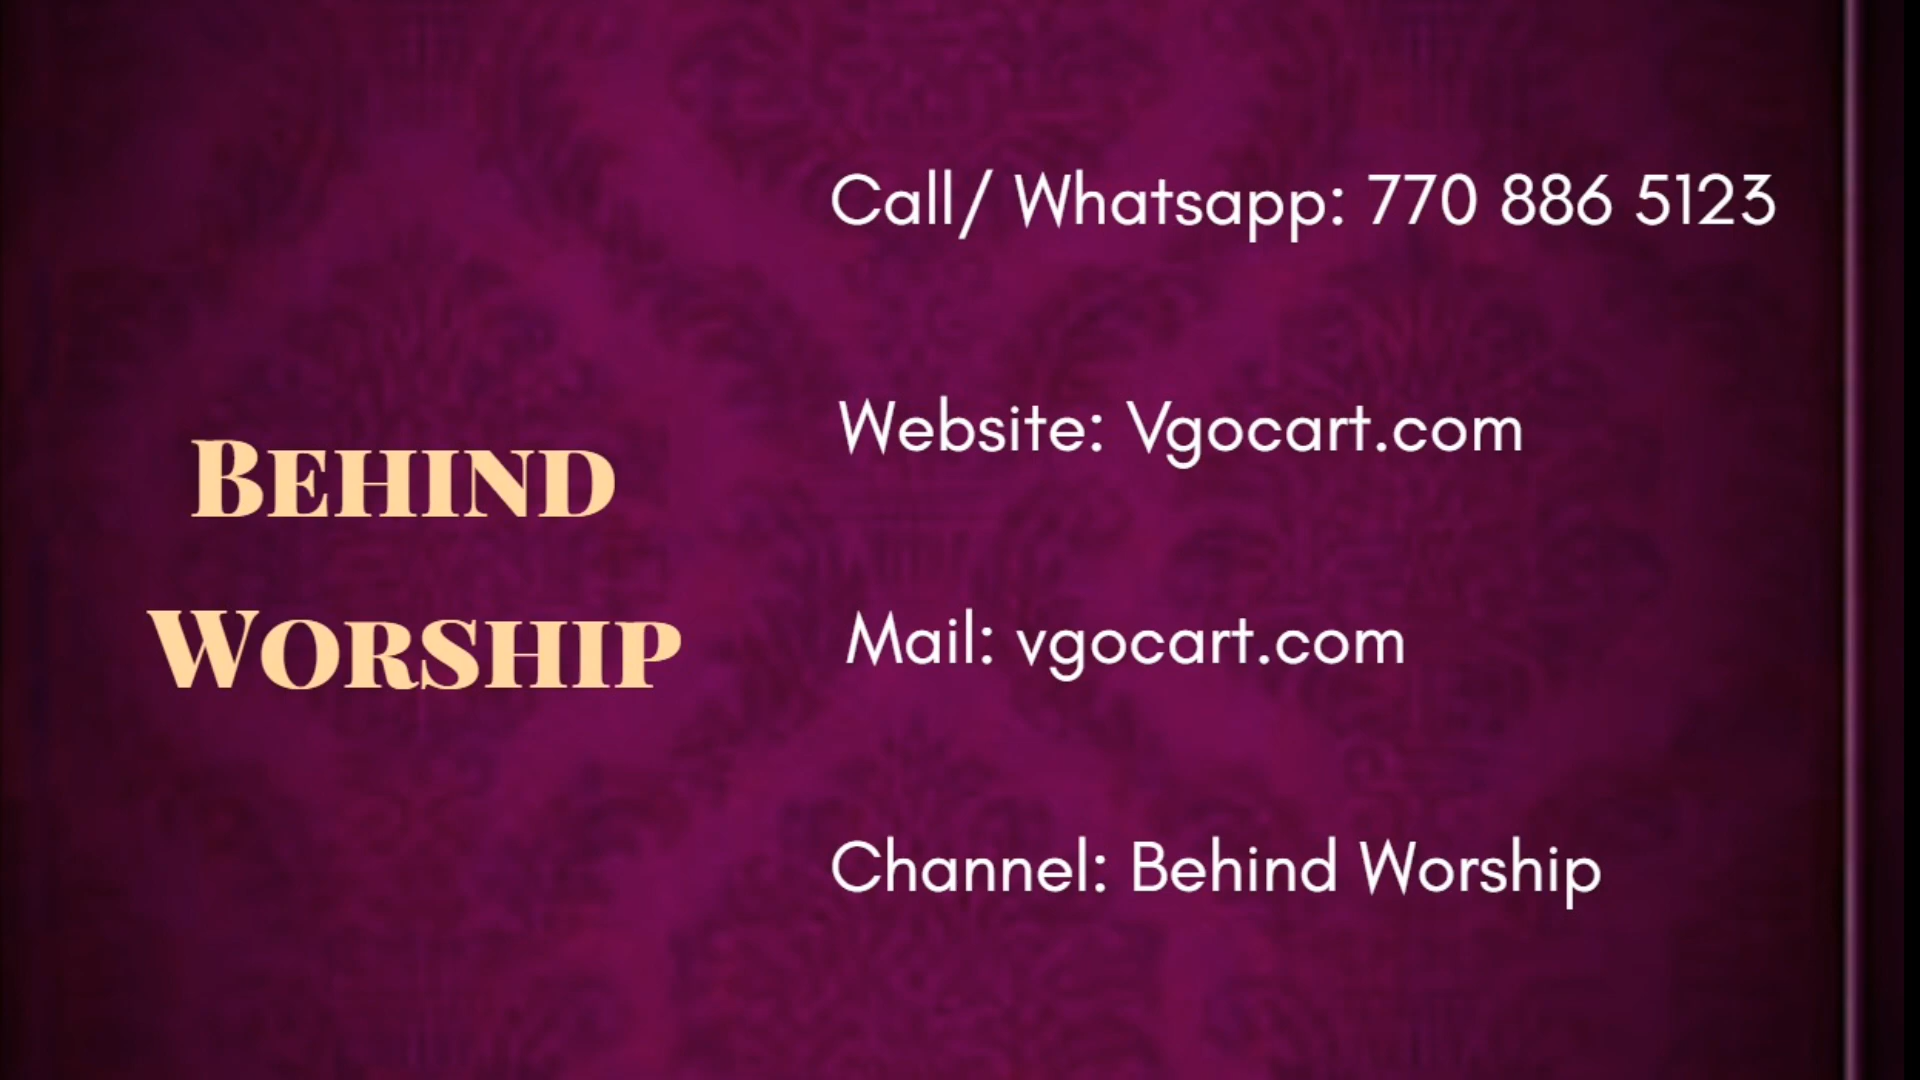 Behind
Worship
Call/ Whatsapp: 770 886 5123
Website: Vgocart.com
Mail: vgocart.com
Channel: Behind Worship